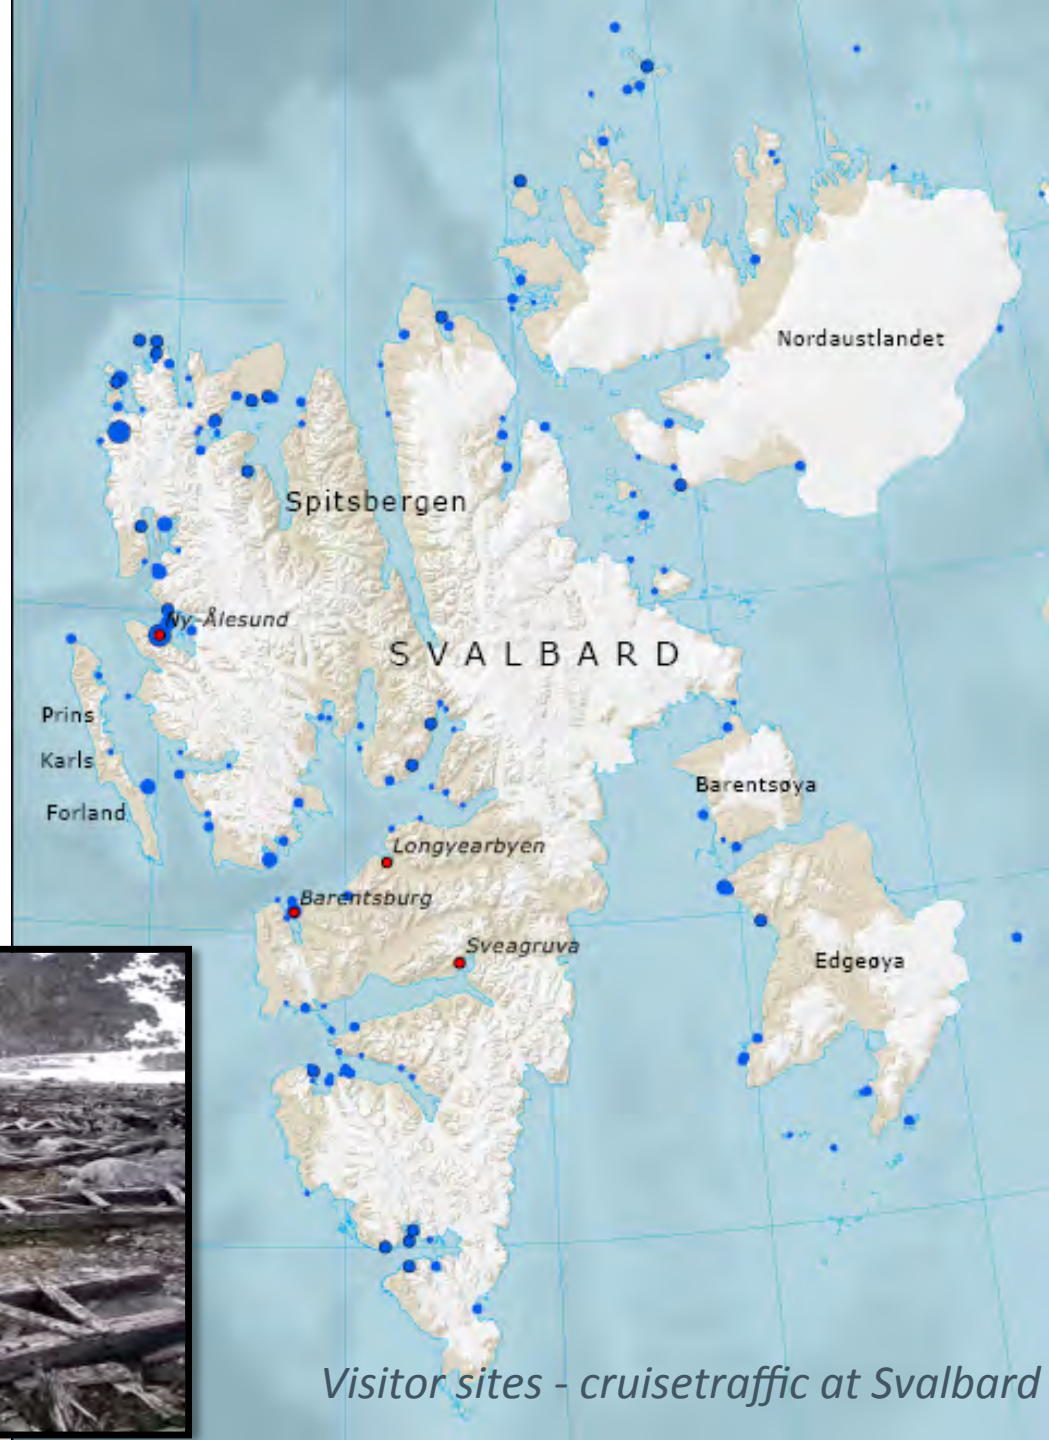 Nordaustlandet
Spitsbergen
Ny-Ålesund
SVALBARD
Prins
Karls
Forland
Barentsøya
Longyearbyen
Barentsburg
Sveagruva
Edgeøya
Visitor sites - cruisetraffic at Svalbard